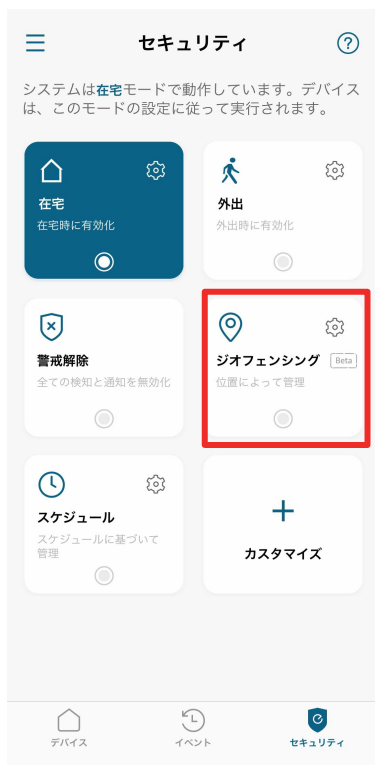 セキュリティ
システムは在宅モードで動作しています。デバイス
は、このモードの設定に従って実行されます。
在宅
在宅時に有効化
外出
外出時に有効化
警戒解除
全ての検知と通知を無効化
ジオフェンシング Beta
位置によって管理
スケジュール
スケジュールに基づいて
管理
カスタマイズ
デバイス
イベント
セキュリティ